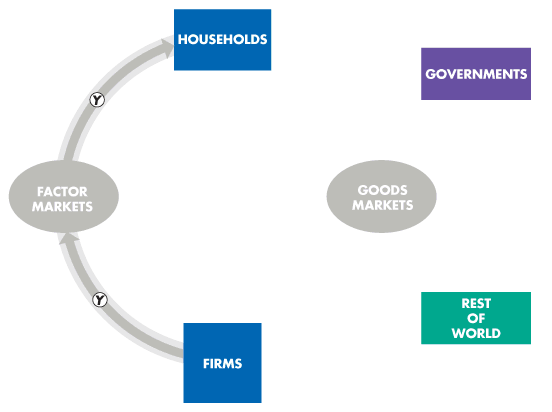 HOUSEHOLDS
GOVERNMENTS
Y
FACTOR
MARKETS
GOODS
MARKETS
Y
REST
OF
WORLD
FIRMS